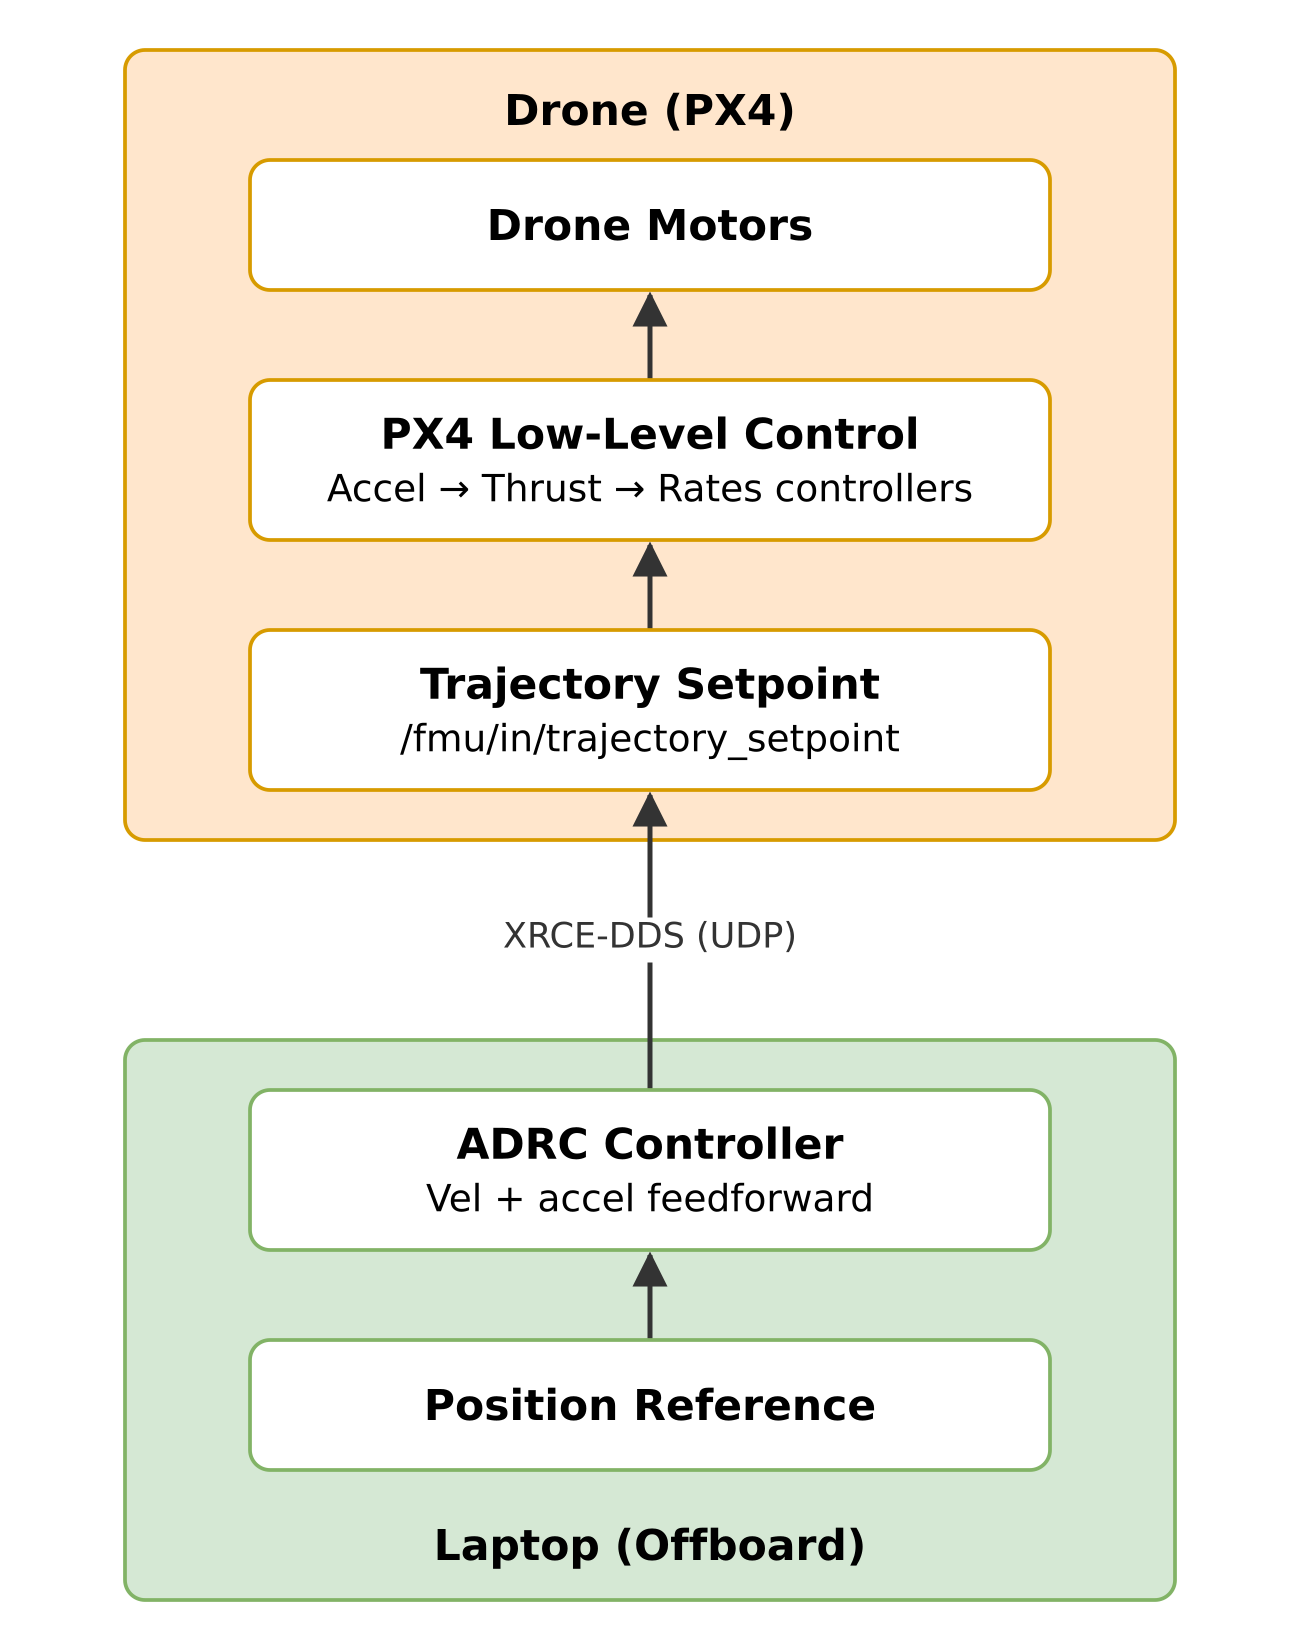 Drone (PX4)
Drone Motors
PX4 Low-Level Control
Accel → Thrust → Rates controllers
Trajectory Setpoint
/fmu/in/trajectory_setpoint
XRCE-DDS (UDP)
ADRC Controller
Vel + accel feedforward
Position Reference
Laptop (Offboard)